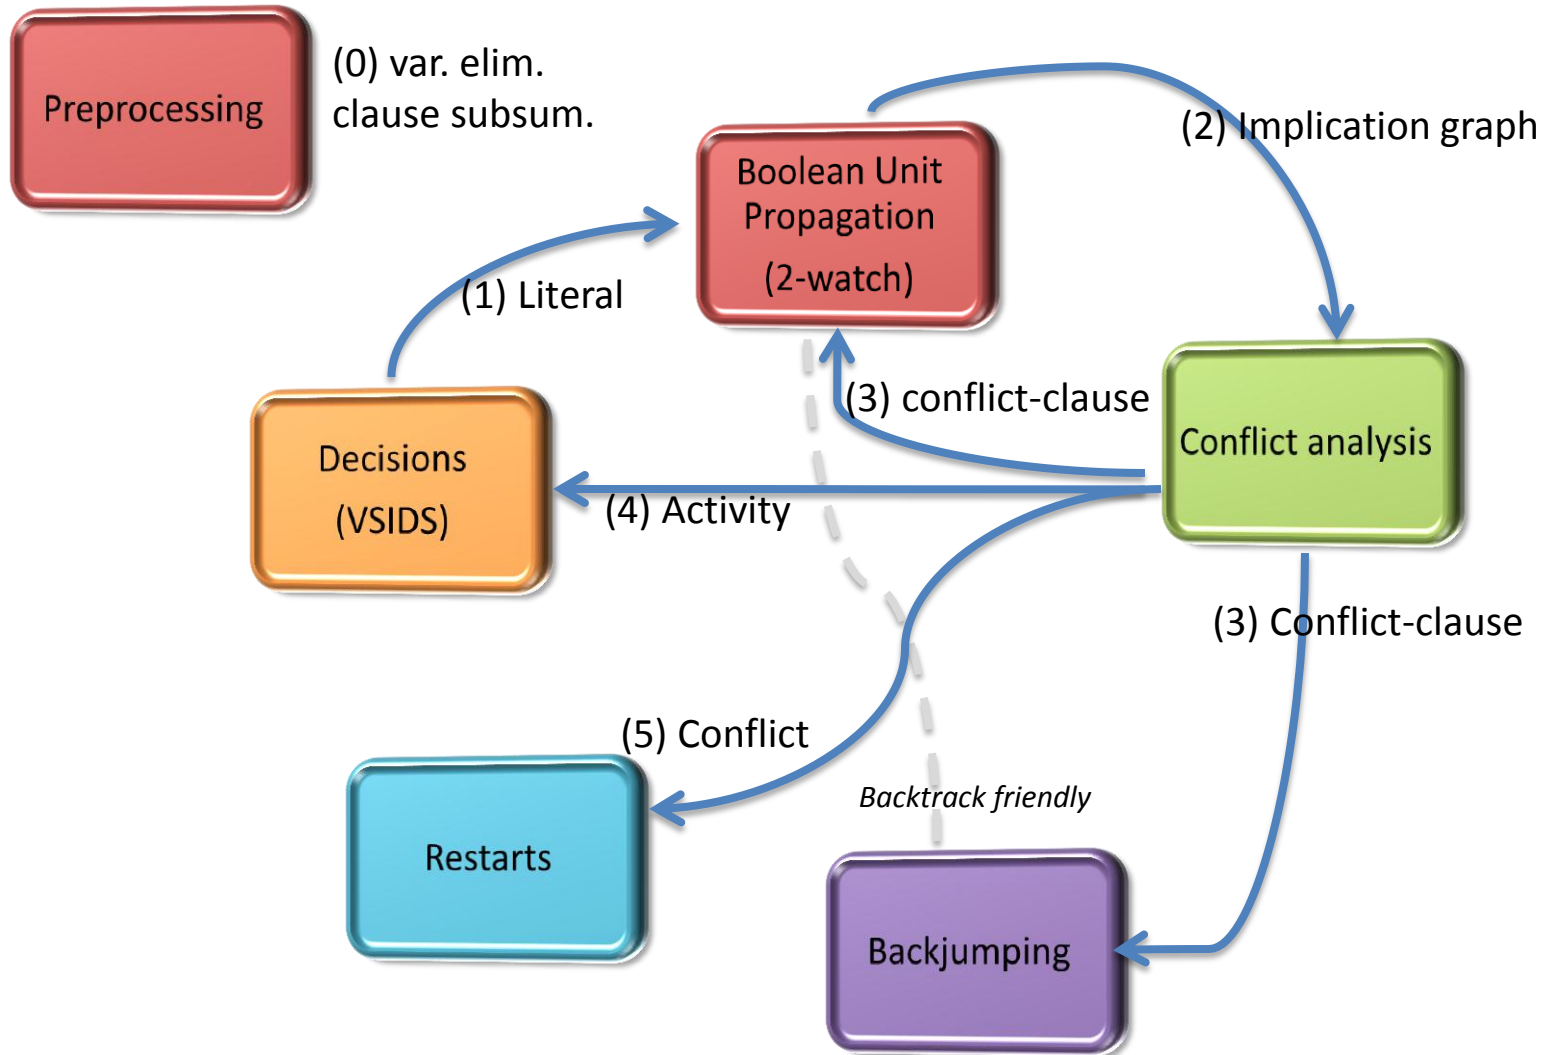 Preprocessing
(0) var. elim.
clause subsum.
Boolean Unit
Propagation
(2-watch)
(2) Implication graph
(1) Literal
(3) conflict-clause
Conflict analysis
Decisions
(VSIDS)
(4) Activity
(3) Conflict-clause
(5) Conflict
Backtrack friendly
Restarts
Backjumping